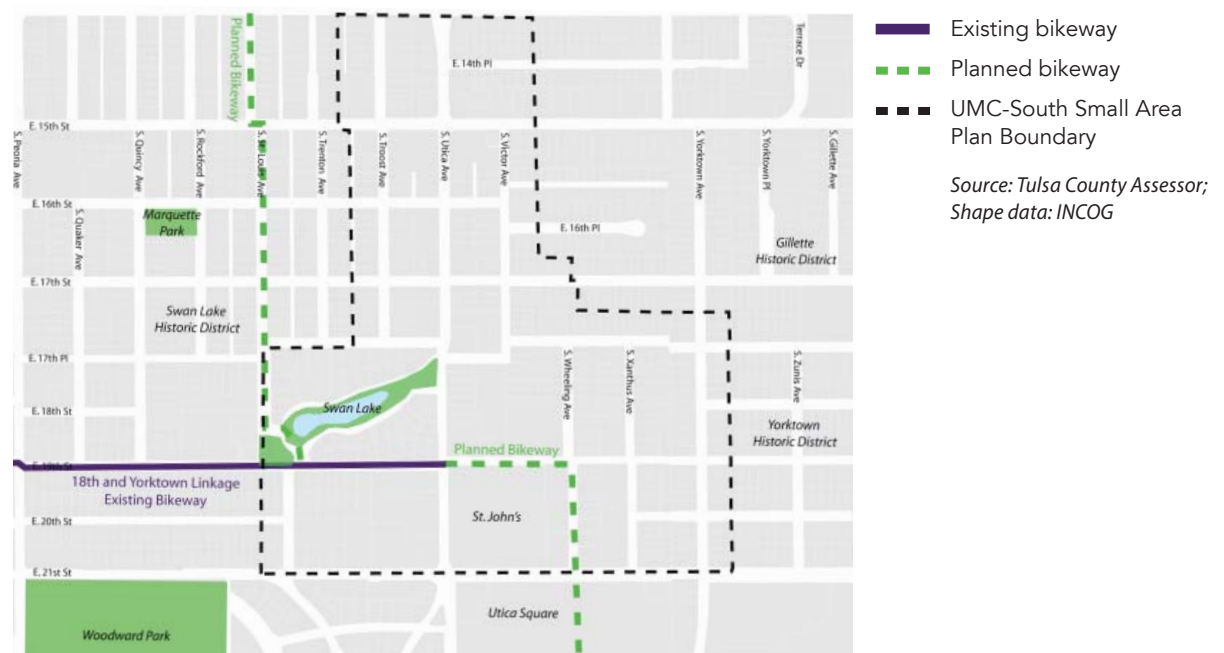 Planned Bikeway
Terrace Dr
E. 14th Pl
E. 15th St
S. Peoria Ave
S. Quincy Ave
S. Rockford Ave
S. St. Louis Ave
S. Trenton Ave
S. Troost Ave
S. Utica Ave
S. Victor Ave
S. Yorktown Ave
S. Yorktown Pl
S. Gillette Ave
E. 16th St
Marquette
Park
S. Quaker Ave
E. 16th Pl
Gillette
Historic District
E. 17th St
Swan Lake
Historic District
E. 17th Pl
S. Wheeling Ave
S. Xanthus Ave
S. Zunis Ave
E. 18th St
Swan Lake
Yorktown
Historic District
Planned Bikeway
E. 19th St
18th and Yorktown Linkage
Existing Bikeway
E. 20th St
St. John's
E. 21st St
Utica Square
Woodward Park
Existing bikeway
Planned bikeway
UMC-South Small Area
Plan Boundary
Source: Tulsa County Assessor;
Shape data: INCOG